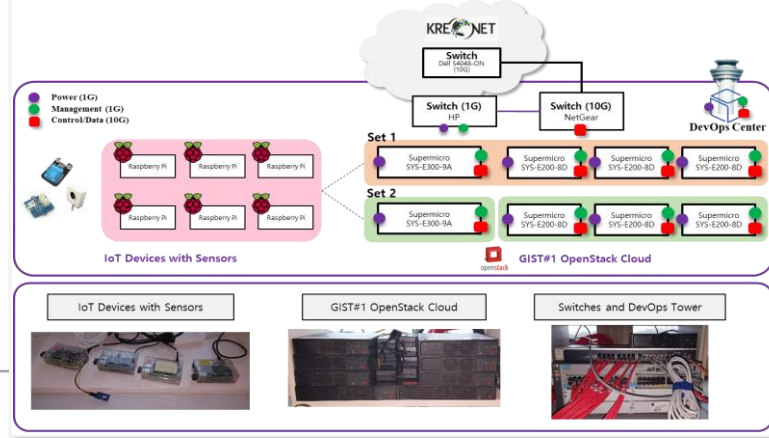 KREONET
Switch
Dell S4048-ON
(10G)
Power (1G)
Management (1G)
Control/Data (10G)
Switch (1G)
HP
Switch (10G)
NetGear
DevOps Center
Set 1
Raspberry Pi
Raspberry Pi
Raspberry Pi
Supermicro
SYS-E300-9A
Supermicro
SYS-E200-8D
Supermicro
SYS-E200-8D
Supermicro
SYS-E200-8D
Set 2
Raspberry Pi
Raspberry Pi
Raspberry Pi
Supermicro
SYS-E300-9A
Supermicro
SYS-E200-8D
Supermicro
SYS-E200-8D
Supermicro
SYS-E200-8D
IoT Devices with Sensors
openstack
GIST#1 OpenStack Cloud
IoT Devices with Sensors
GIST#1 OpenStack Cloud
Switches and DevOps Tower